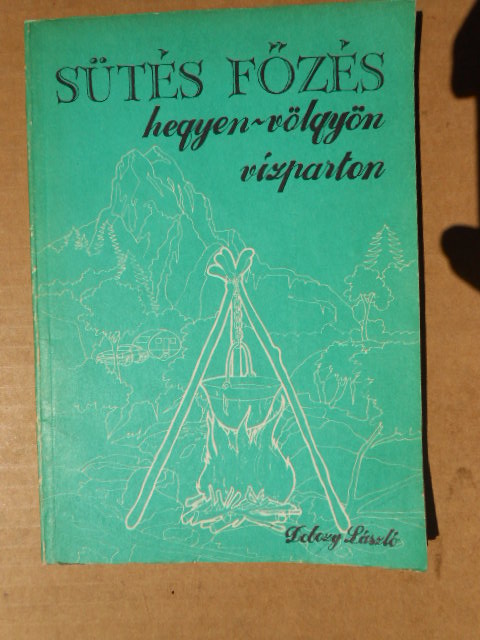 SÜTÉS FŐZÉS
hegyen~völgyön
vízparton
Dobozy László